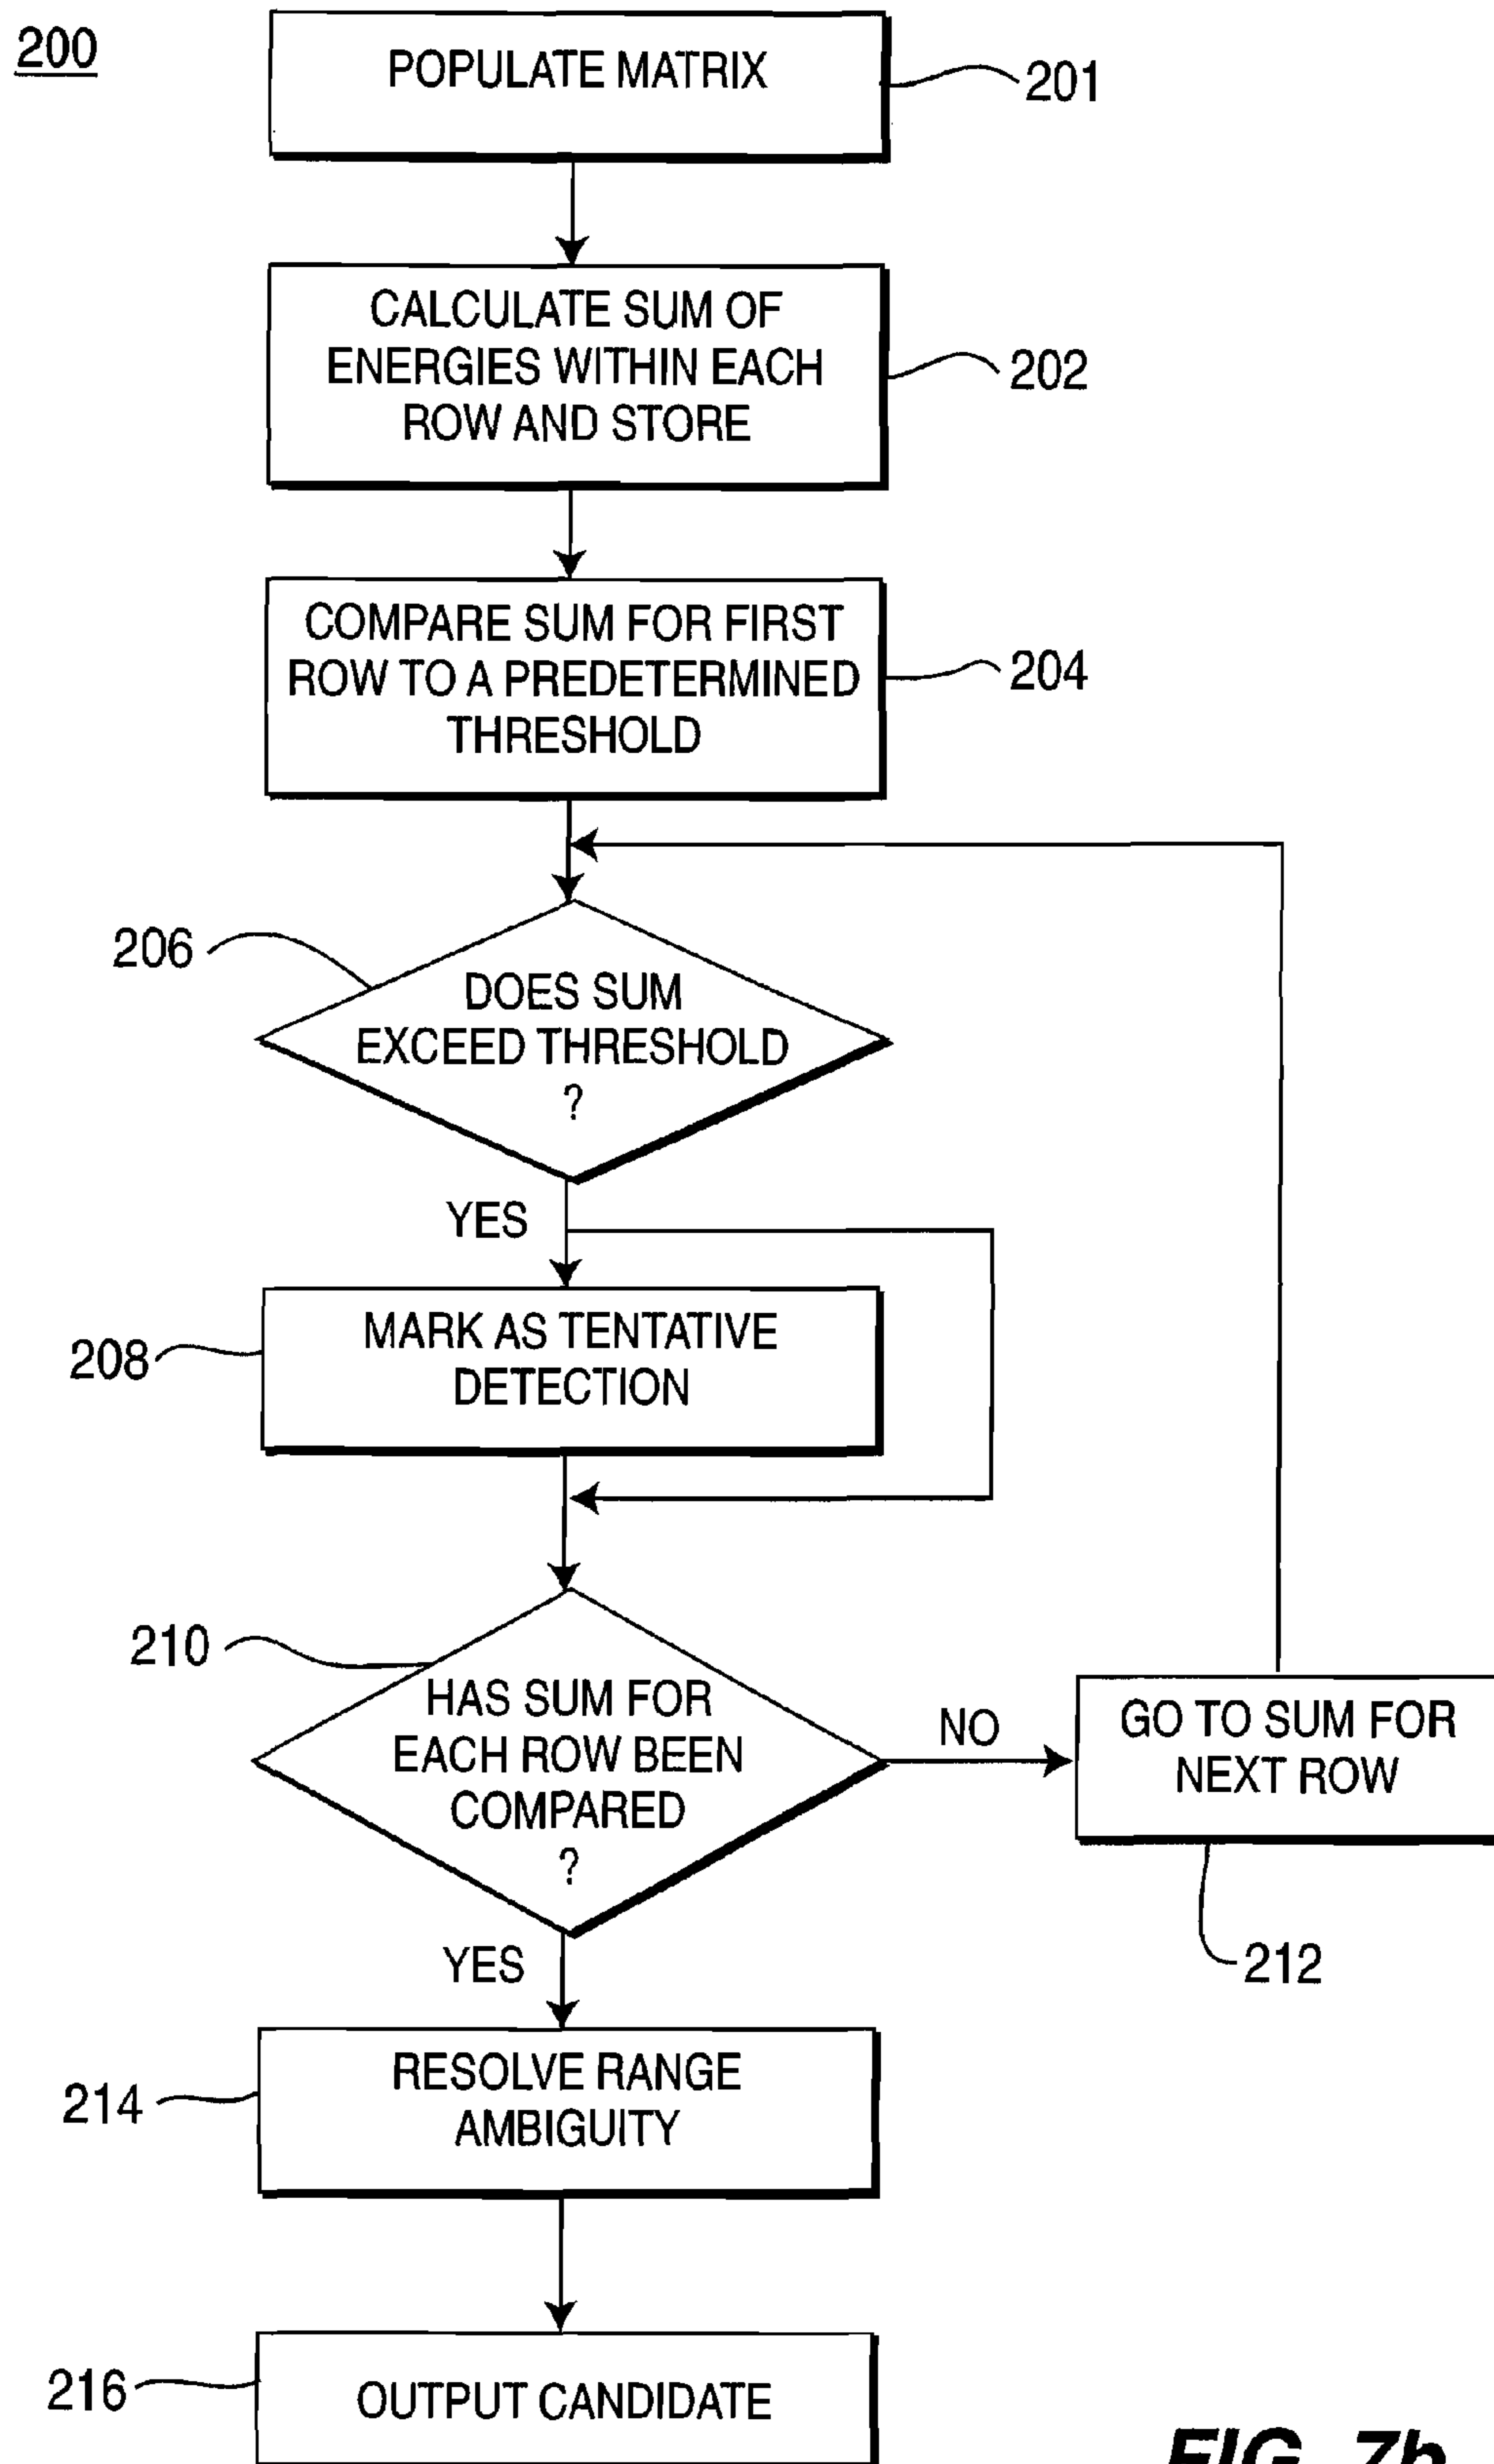 200
POPULATE MATRIX
201
CALCULATE SUM OF
ENERGIES WITHIN EACH
ROW AND STORE
202
COMPARE SUM FOR FIRST
ROW TO A PREDETERMINED
THRESHOLD
204
206
DOES SUM
EXCEED THRESHOLD
?
YES
208
MARK AS TENTATIVE
DETECTION
210
HAS SUM FOR
EACH ROW BEEN
COMPARED
?
NO
GO TO SUM FOR
NEXT ROW
212
YES
214
RESOLVE RANGE
AMBIGUITY
216
OUTPUT CANDIDATE
FIG. 7b